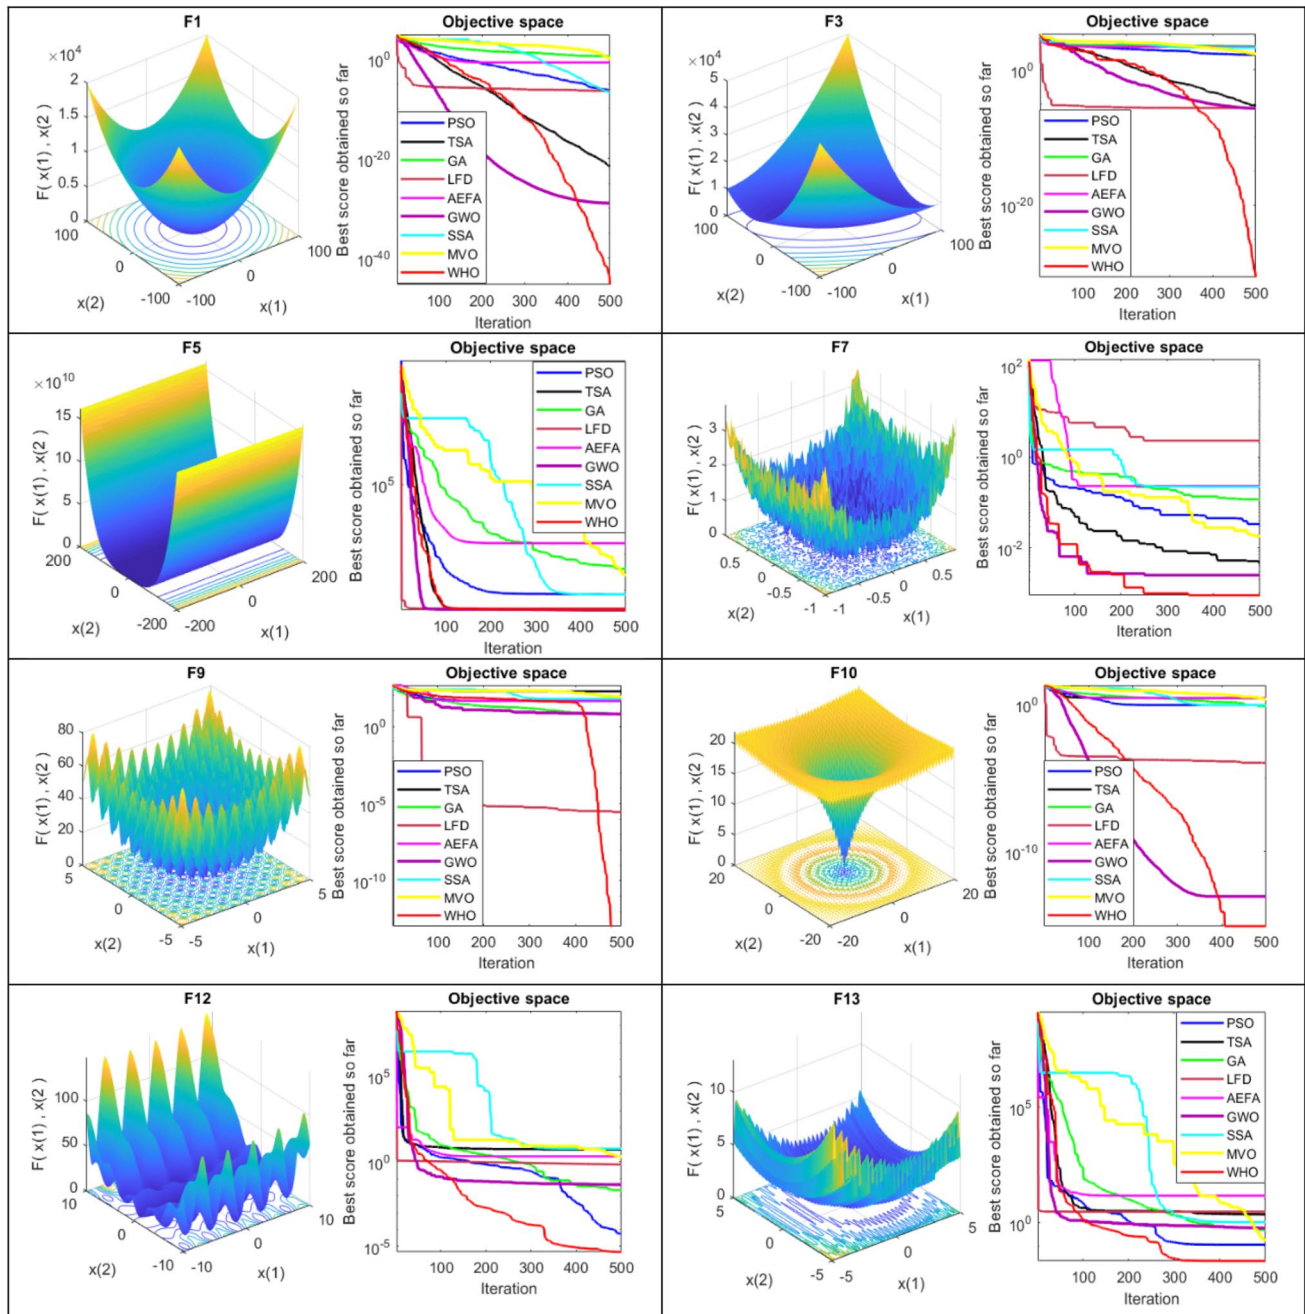 F1
×10^4
F( x(1) , x(2 )
2
1.5
1
0.5
0
100
0
-100
x(2)
-100
0
100
x(1)
Objective space
Best score obtained so far
10^0
10^-20
10^-40
PSO
TSA
GA
LFD
AEFA
GWO
SSA
MVO
WHO
100 200 300 400 500
Iteration
F3
×10^4
F( x(1) , x(2 )
5
4
3
2
1
0
100
0
-100
x(2)
-100
0
100
x(1)
Objective space
Best score obtained so far
10^0
10^-20
PSO
TSA
GA
LFD
AEFA
GWO
SSA
MVO
WHO
100 200 300 400 500
Iteration
F5
×10^10
F( x(1) , x(2 )
15
10
5
0
200
0
-200
x(2)
-200
0
200
x(1)
Objective space
Best score obtained so far
10^5
PSO
TSA
GA
LFD
AEFA
GWO
SSA
MVO
WHO
100 200 300 400 500
Iteration
F7
F( x(1) , x(2 )
3
2
1
0
0.5
0
-0.5
-1
x(2)
-1
-0.5
0
0.5
x(1)
Objective space
Best score obtained so far
10^2
10^0
10^-2
100 200 300 400 500
Iteration
F9
F( x(1) , x(2 )
80
60
40
20
0
5
0
-5
x(2)
-5
0
5
x(1)
Objective space
Best score obtained so far
10^0
10^-5
10^-10
PSO
TSA
GA
LFD
AEFA
GWO
SSA
MVO
WHO
100 200 300 400 500
Iteration
F10
F( x(1) , x(2 )
20
15
10
5
0
20
0
-20
x(2)
-20
0
20
x(1)
Objective space
Best score obtained so far
10^0
10^-10
PSO
TSA
GA
LFD
AEFA
GWO
SSA
MVO
WHO
100 200 300 400 500
Iteration
F12
F( x(1) , x(2 )
100
50
0
10
0
-10
x(2)
-10
0
10
x(1)
Objective space
Best score obtained so far
10^5
10^0
10^-5
100 200 300 400 500
Iteration
F13
F( x(1) , x(2 )
10
5
0
5
0
-5
x(2)
-5
0
5
x(1)
Objective space
Best score obtained so far
10^5
10^0
PSO
TSA
GA
LFD
AEFA
GWO
SSA
MVO
WHO
100 200 300 400 500
Iteration